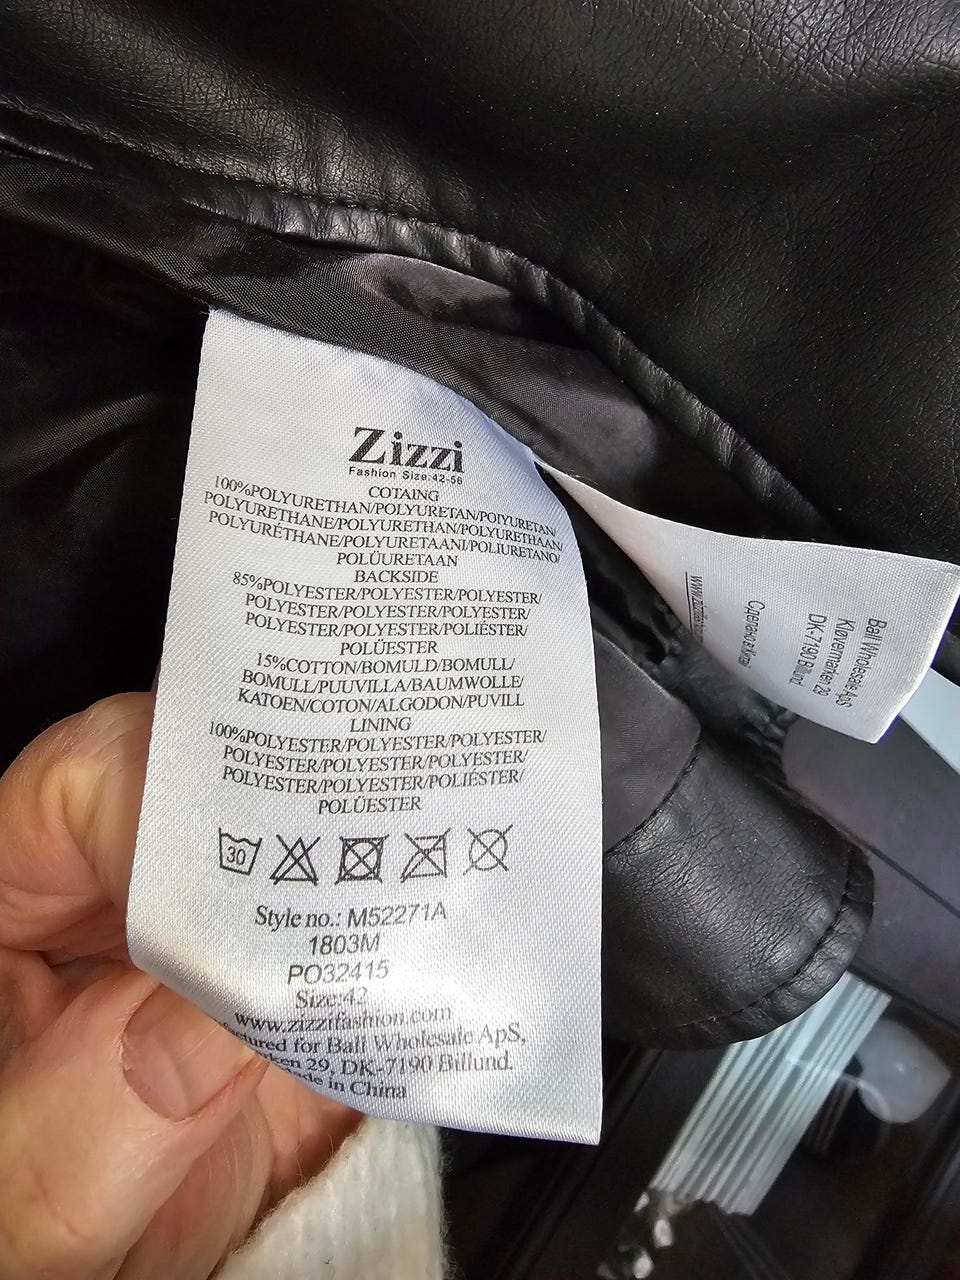 Zizzi
Fashion Size:42-56
COTAING
100%POLYURETHAN/POLYURETAN/POIYURETAN/
POLYURETHANE/POLYURETHAN/POLYURETHAAN/
POLYURÉTHANE/POLYURETAANI/POLIURETANO/
POLÜURETAAN
BACKSIDE
85%POLYESTER/POLYESTER/POLYESTER/
POLYESTER/POLYESTER/POLYESTER/
POLYESTER/POLYESTER/POLIÉSTER/
POLÜESTER
15%COTTON/BOMULD/BOMULL/
BOMULL/PUUVILLA/BAUMWOLLE/
KATOEN/COTON/ALGODON/PUVILL
LINING
100%POLYESTER/POLYESTER/POLYESTER/
POLYESTER/POLYESTER/POLYESTER/
POLYESTER/POLYESTER/POLIÉSTER/
POLÜESTER
30
Style no.: M52271A
1803M
PO32415
Size:42
www.zizzifashion.com
for Ball Wholesale ApS,
29, DK-7190 Billund.
in China
Ball Wholesale ApS
Kløvermarken 29
DK-7190 Billund
Сделано в Китае